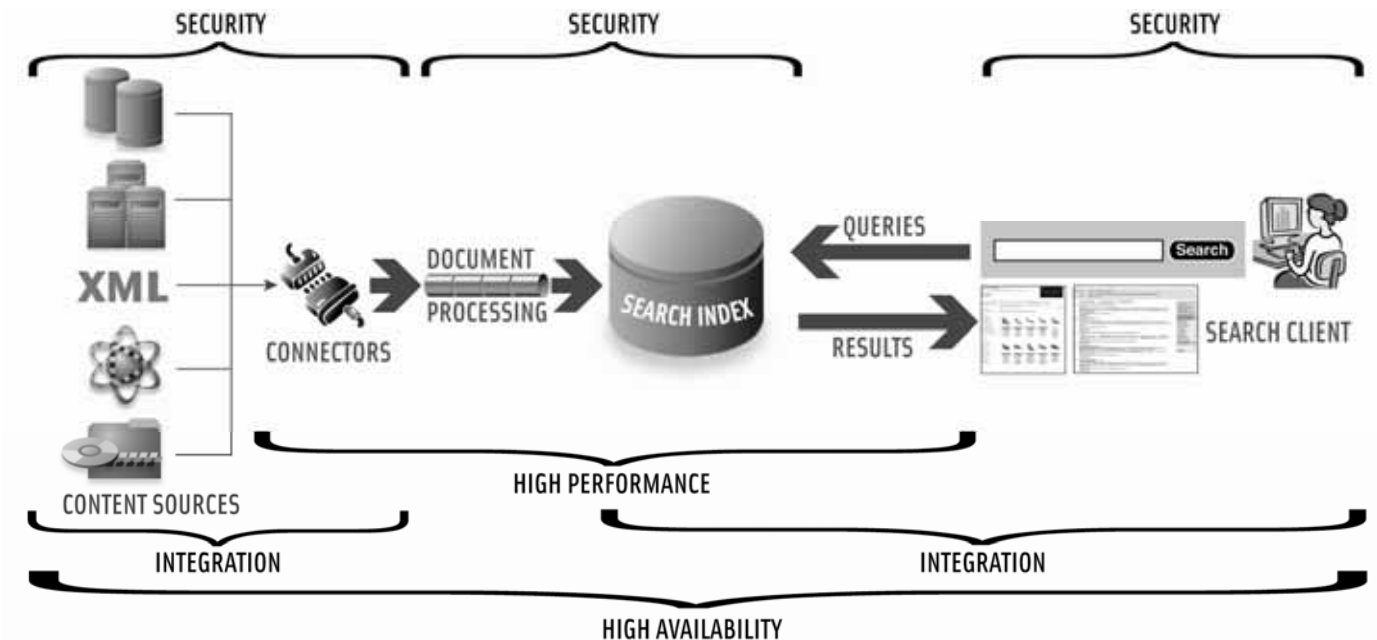 SECURITY
SECURITY
SECURITY
XML
CONNECTORS
DOCUMENT
PROCESSING
SEARCH INDEX
QUERIES
RESULTS
Search
SEARCH CLIENT
CONTENT SOURCES
HIGH PERFORMANCE
INTEGRATION
INTEGRATION
HIGH AVAILABILITY